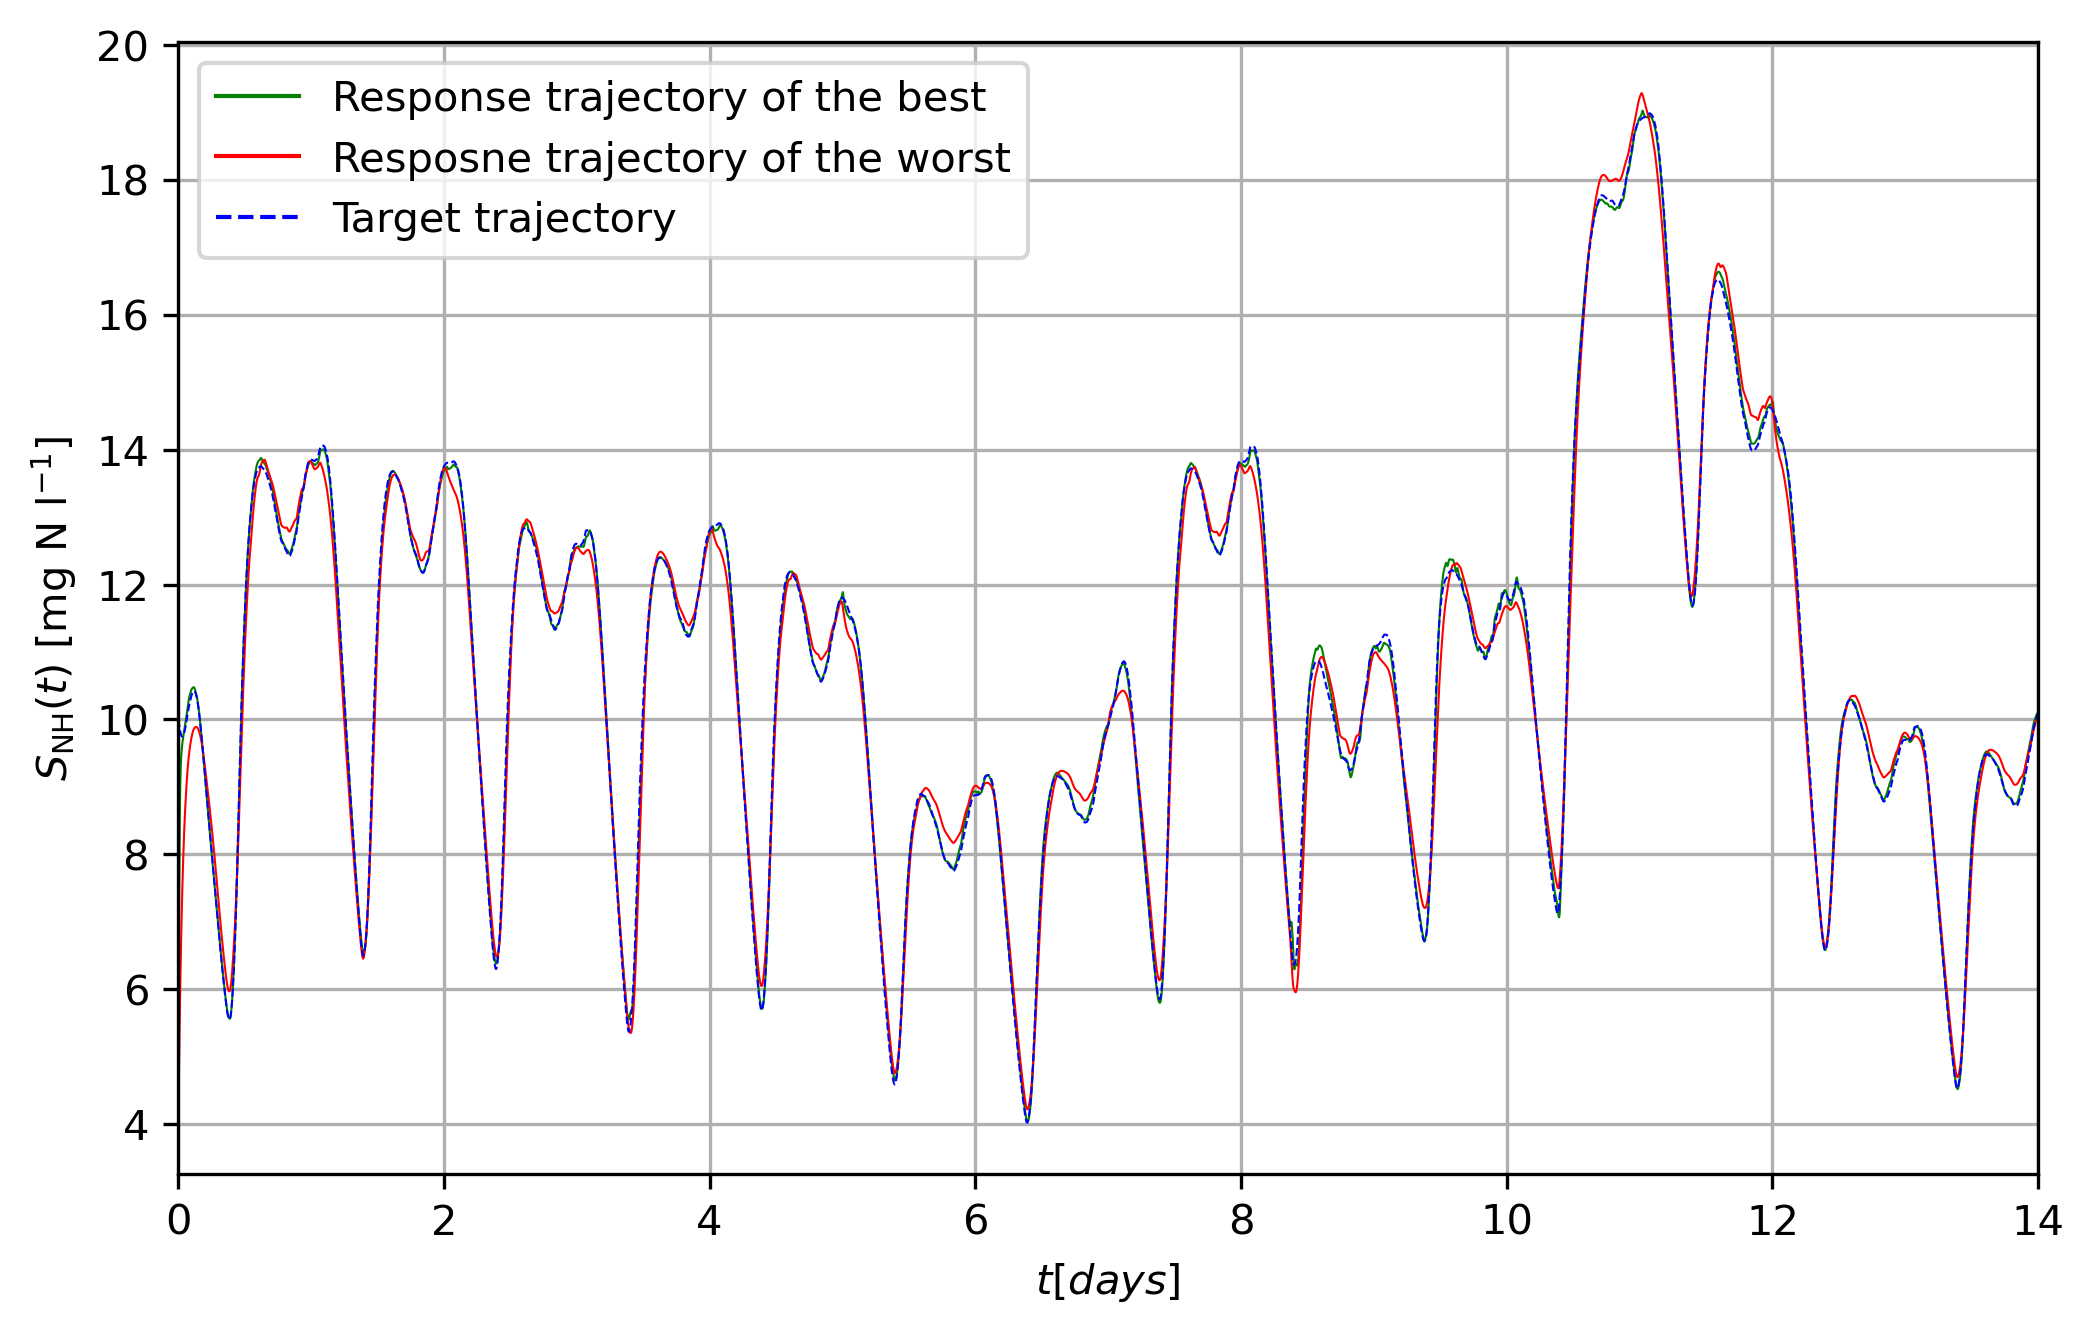 20
18
16
14
12
10
8
6
4
S_NH(t) [mg N l⁻¹]
Response trajectory of the best
Resposne trajectory of the worst
Target trajectory
0 2 4 6 8 10 12 14
t[days]